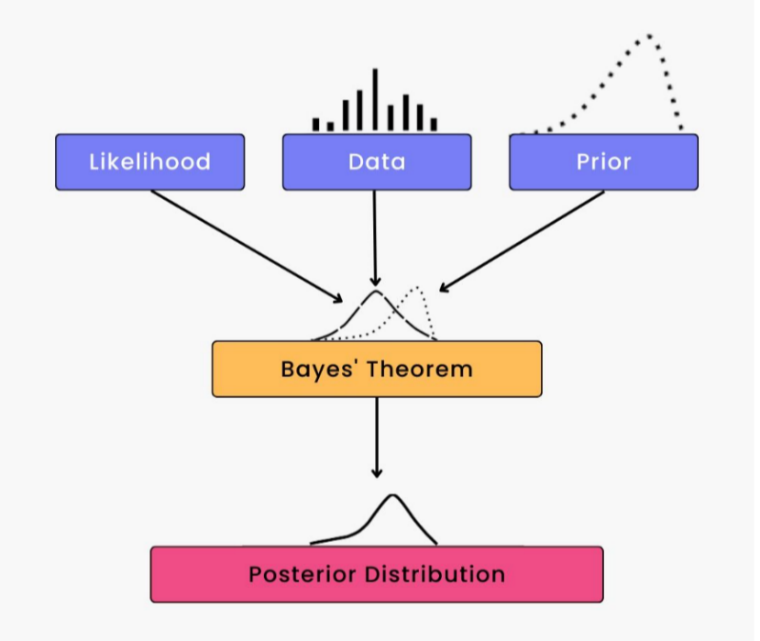 Likelihood
Data
Prior
Bayes' Theorem
Posterior Distribution